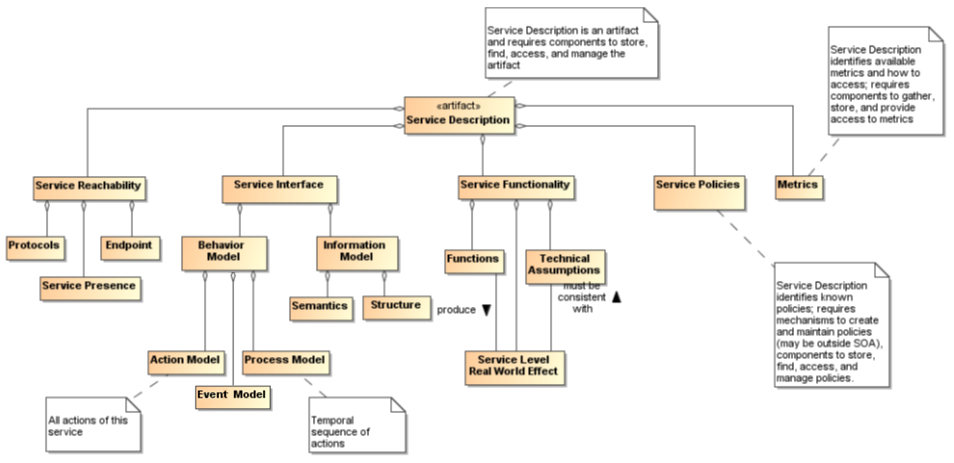 Service Description is an artifact
and requires components to store,
find, access, and manage the
artifact
Service Description
identifies available
metrics and how to
access; requires
components to gather,
store, and provide
access to metrics
«artifact»
Service Description
Service Reachability
Service Interface
Service Functionality
Service Policies
Metrics
Protocols
Endpoint
Service Presence
Behavior
Model
Information
Model
Semantics
Structure
Functions
Technical
Assumptions
produce
must be
consistent
with
Service Level
Real World Effect
Action Model
Process Model
Event Model
All actions of this
service
Temporal
sequence of
actions
Service Description
identifies known
policies; requires
mechanisms to create
and maintain policies
(may be outside SOA),
components to store,
find, access, and
manage policies.